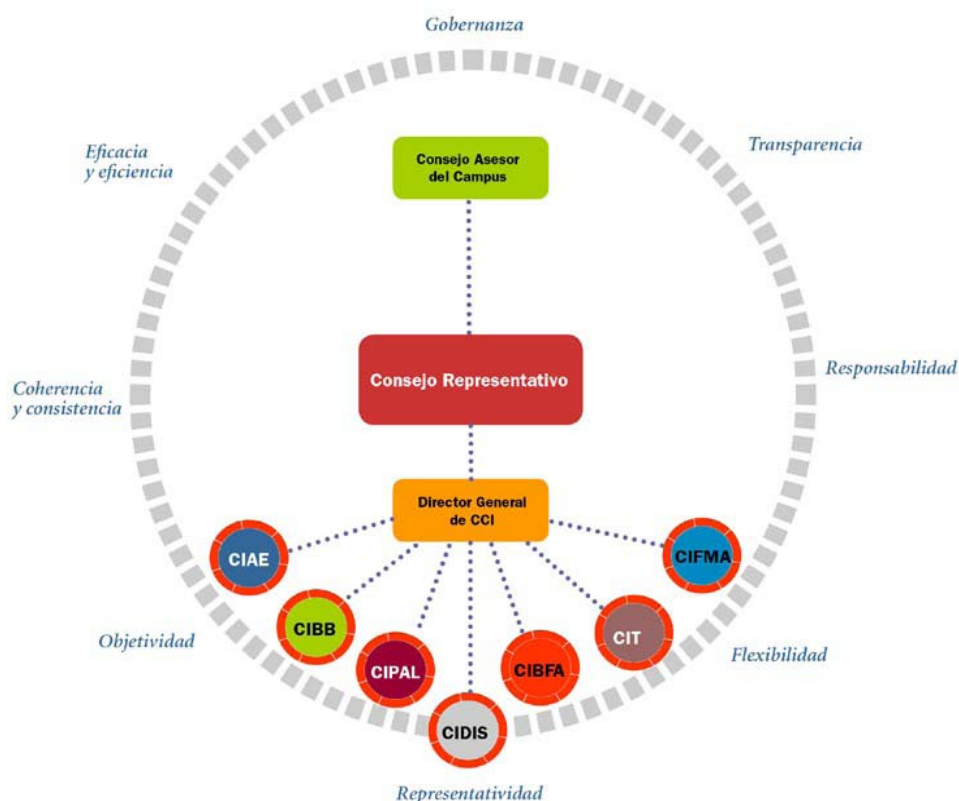 Gobernanza
Eficacia
y eficiencia
Transparencia
Consejo Asesor
del Campus
Coherencia
y consistencia
Consejo Representativo
Responsabilidad
Director General
de CCI
CIAE
CIFMA
CIBB
CIT
CIPAL
CIBFA
Objetividad
Flexibilidad
CIDIS
Representatividad